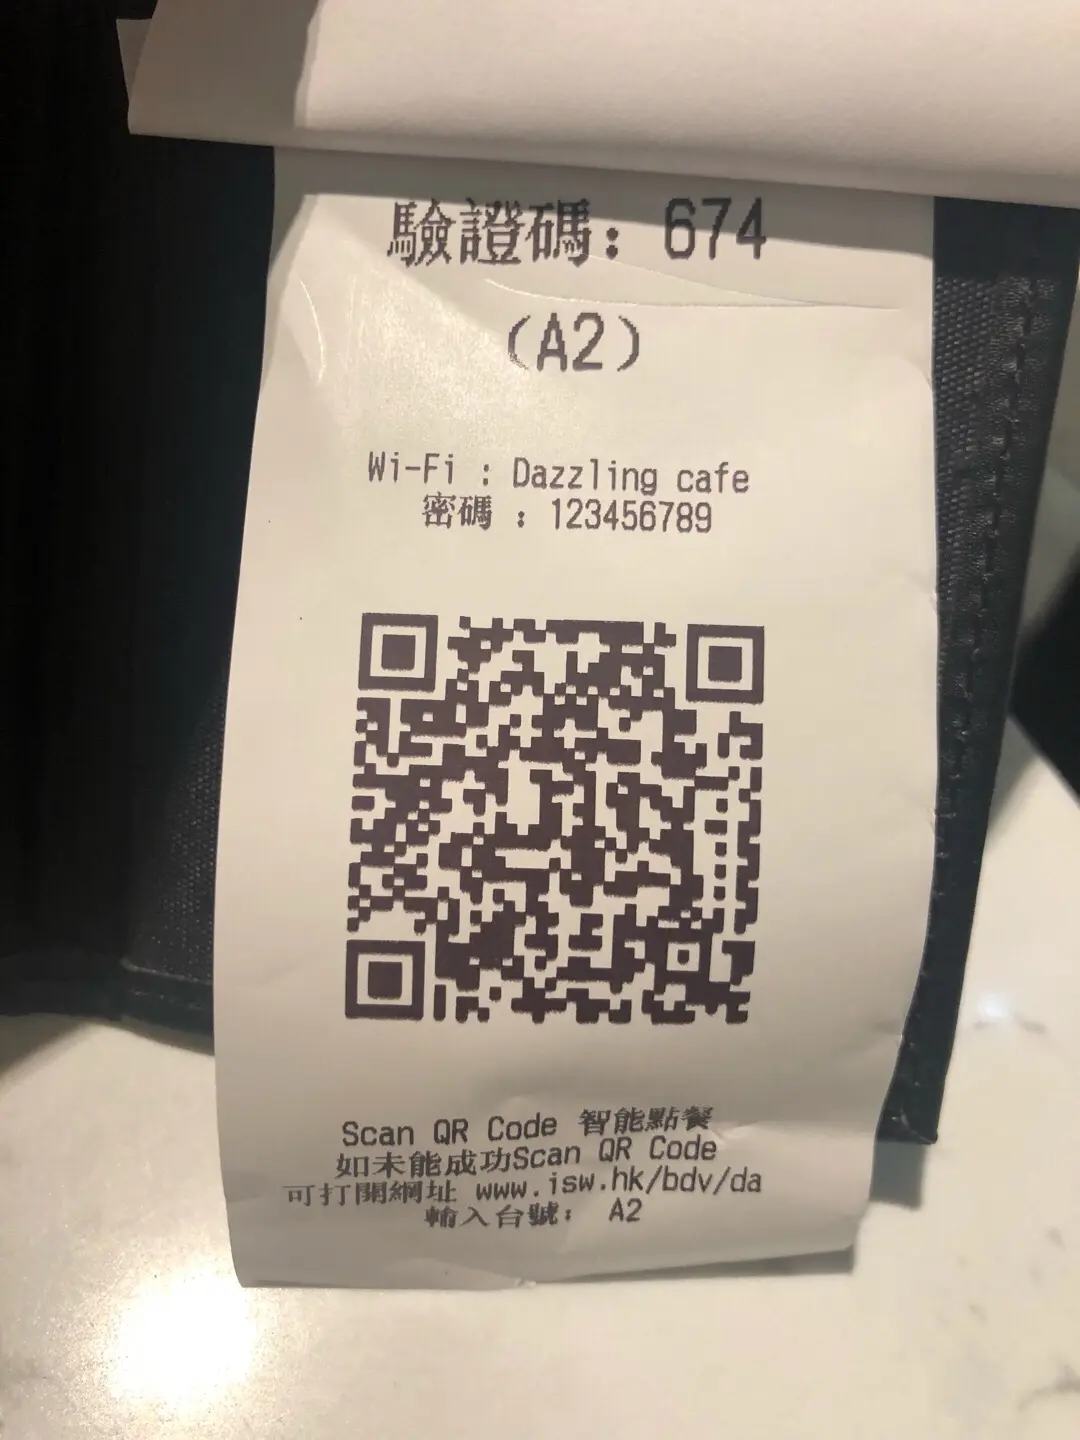 驗證碼: 674
(A2)
Wi-Fi : Dazzling cafe
密碼 : 123456789
Scan QR Code 智能點餐
如未能成功Scan QR Code
可打開網址 www.isw.hk/bdv/da
輸入台號: A2